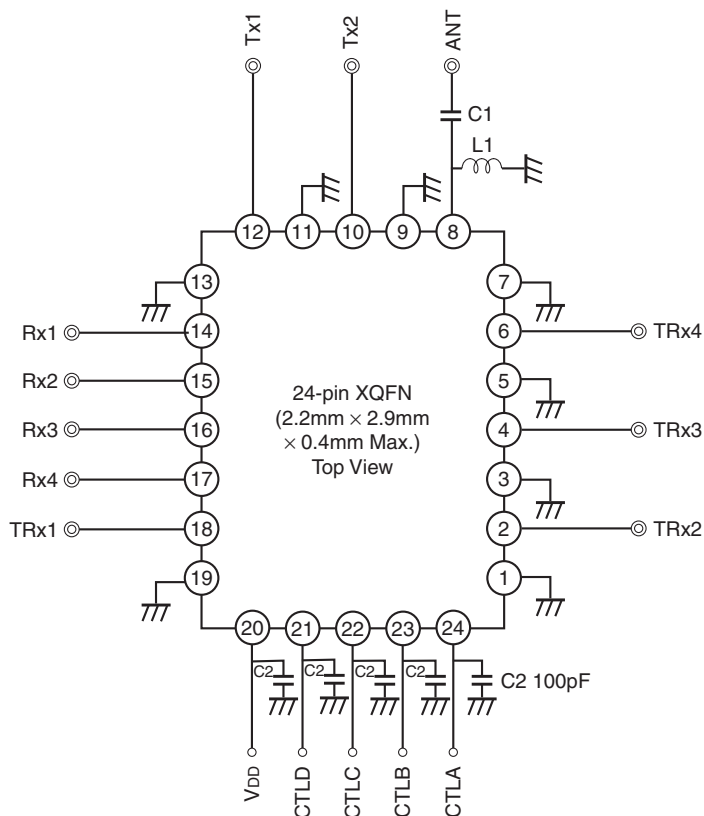 Tx1
Tx2
ANT
C1
L1
12
11
10
9
8
13
7
Rx1
14
6
TRx4
Rx2
15
5
24-pin XQFN
(2.2mm × 2.9mm
× 0.4mm Max.)
Top View
Rx3
16
4
TRx3
Rx4
17
3
TRx1
18
2
TRx2
19
1
20
21
22
23
24
C2
C2
C2
C2
C2 100pF
VDD
CTLD
CTLC
CTLB
CTLA